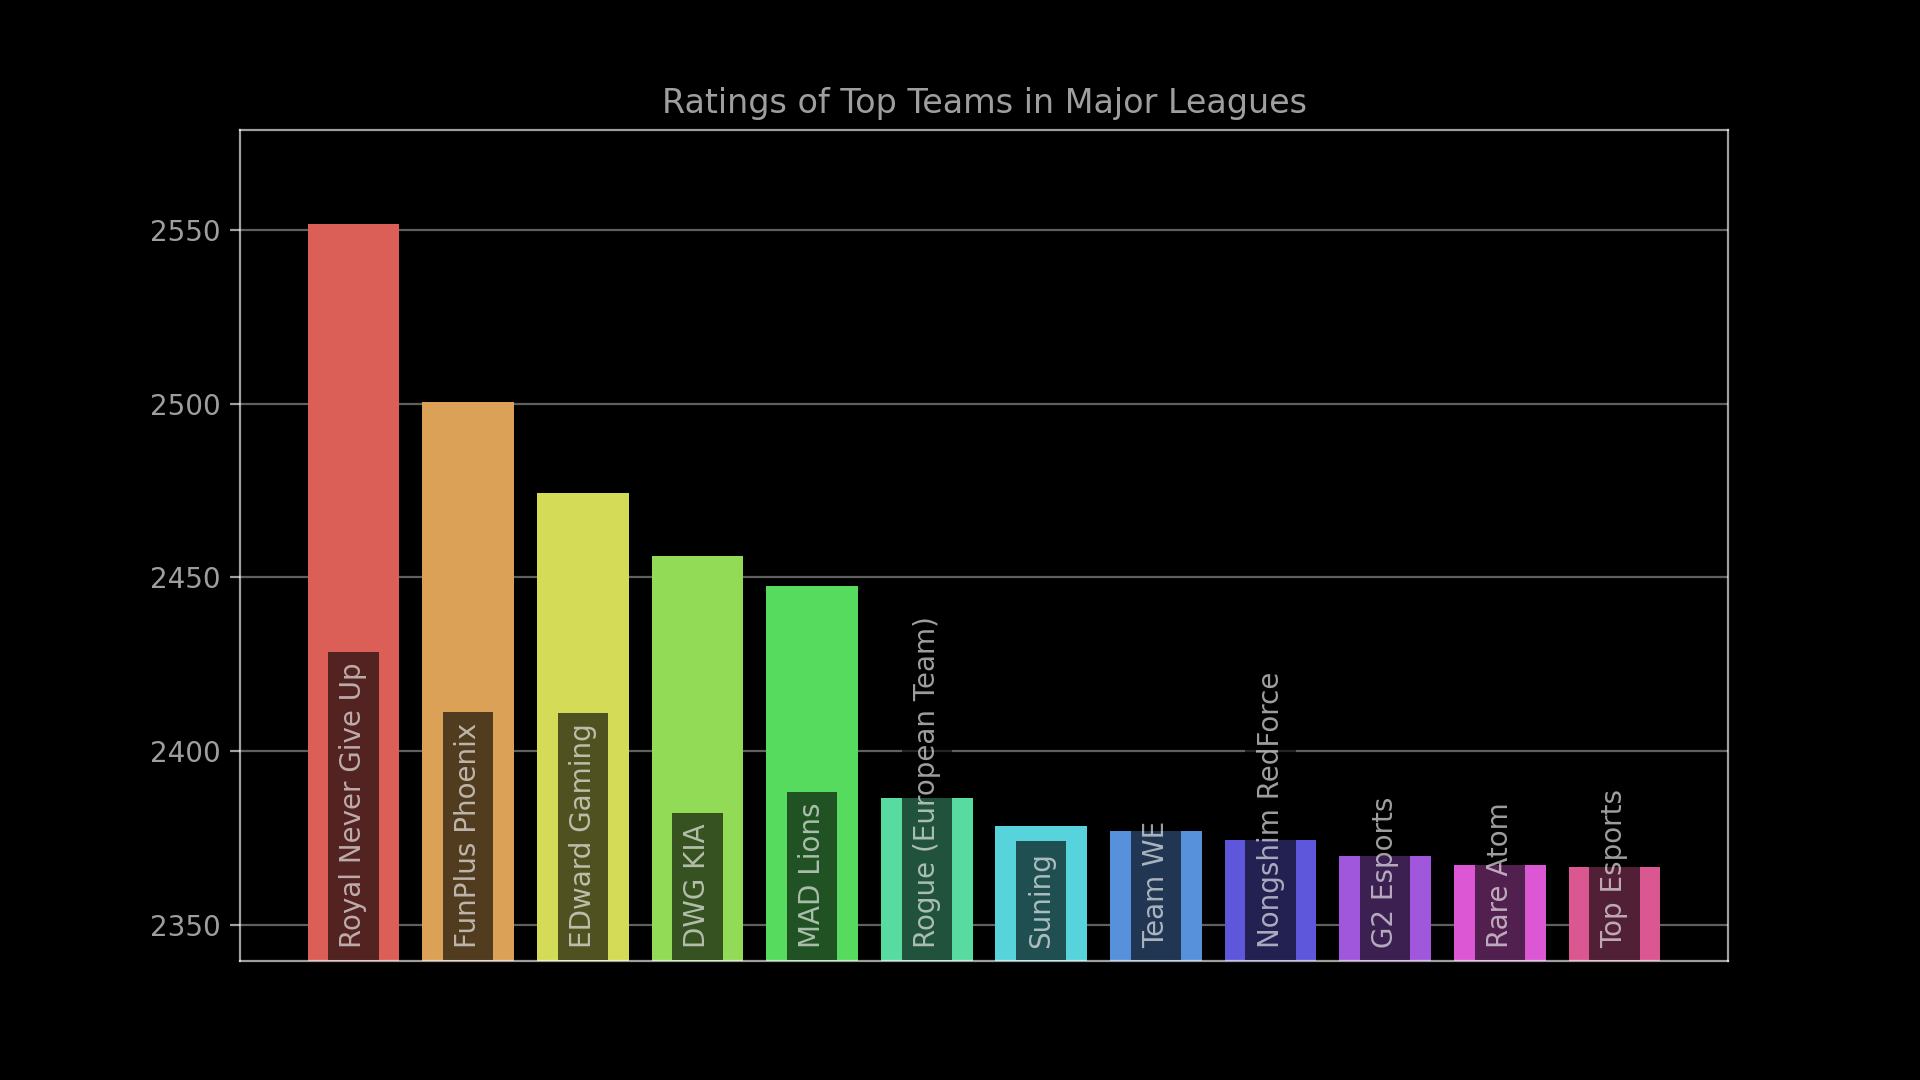 Ratings of Top Teams in Major Leagues
2550
2500
2450
2400
2350
Royal Never Give Up
FunPlus Phoenix
EDward Gaming
DWG KIA
MAD Lions
Rogue (European Team)
Suning
Team WE
Nongshim RedForce
G2 Esports
Rare Atom
Top Esports